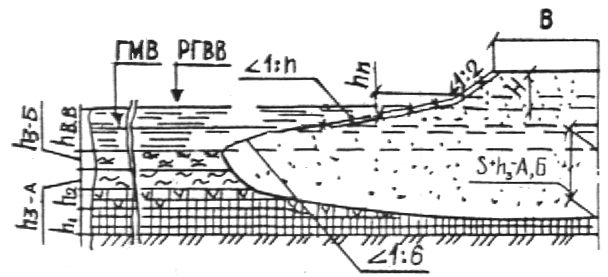 В
ГМВ
РГВВ
<1:n
hп
1:2
H
hз-Б
hв.в
S+hз-А,Б
hз-А
h2
h1
<1:6